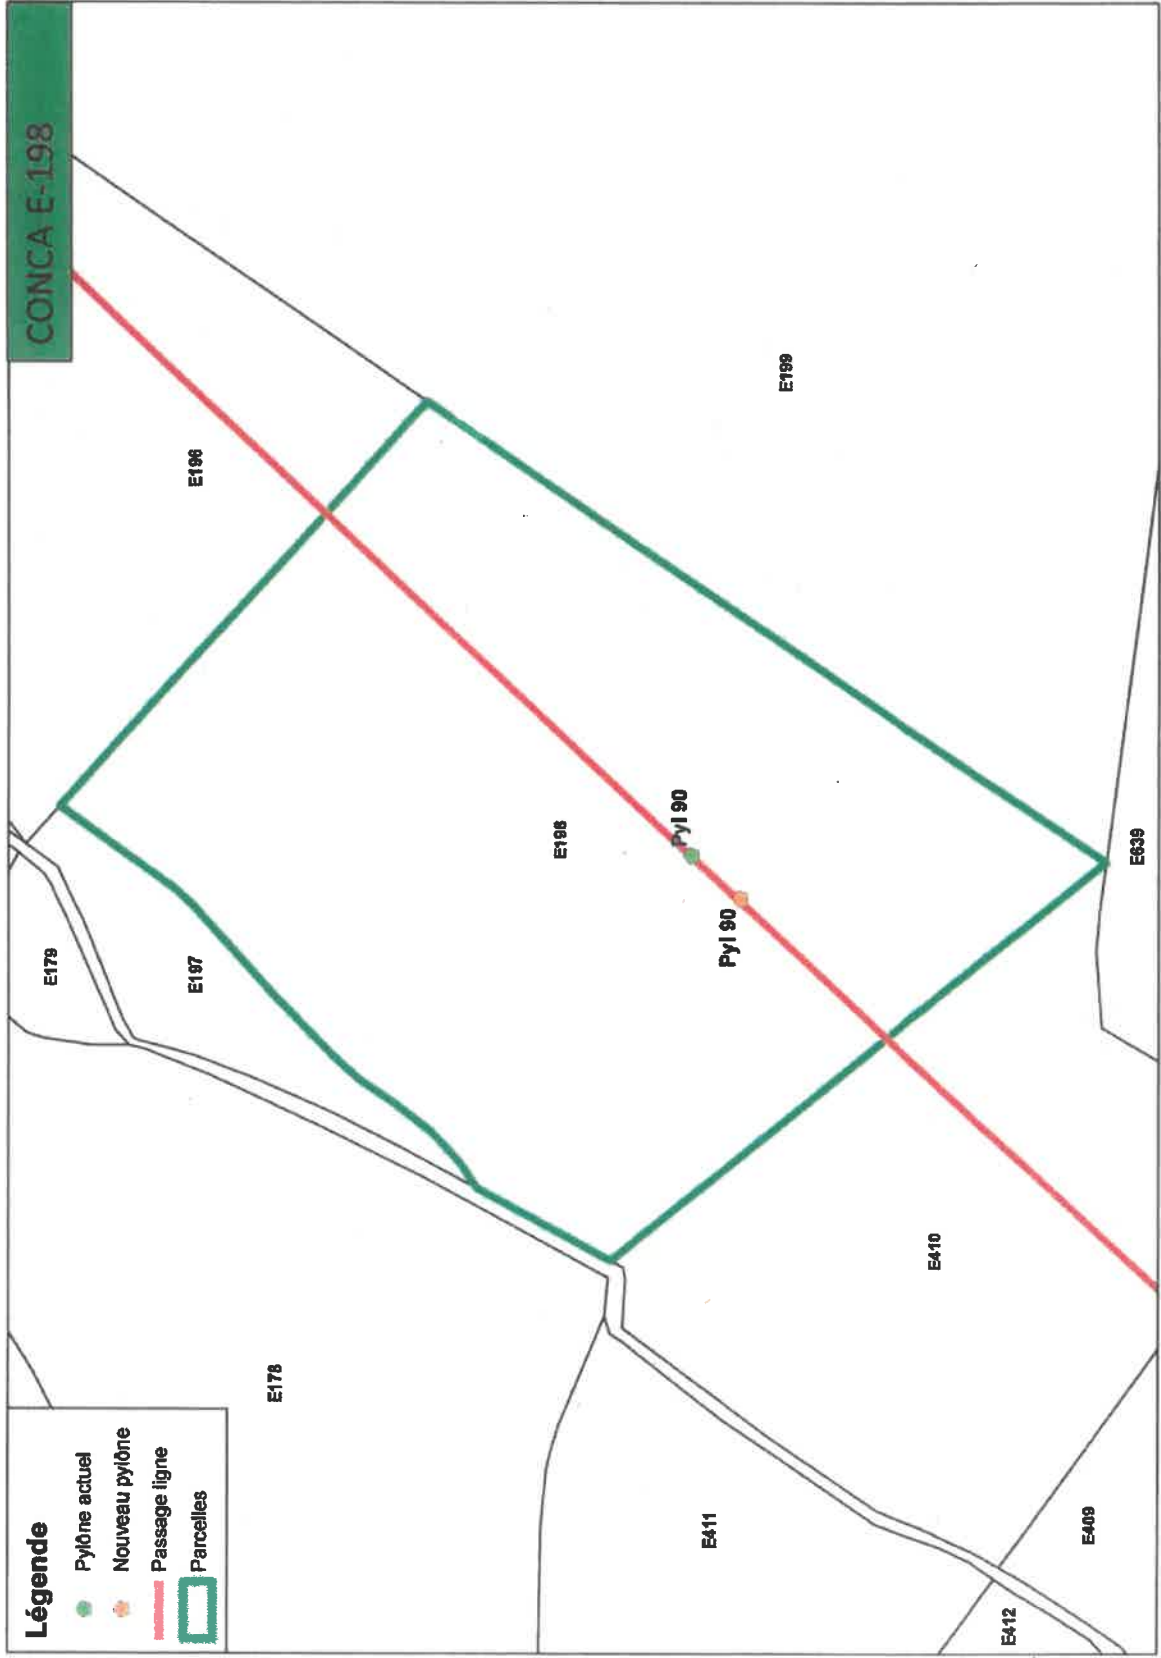 CONCA E-198
E179
E197
E196
E178
E198
Pyl 90
Pyl 90
E199
E411
E410
E639
E412
E409
Légende
Pylône actuel
Nouveau pylône
Passage ligne
Parcelles